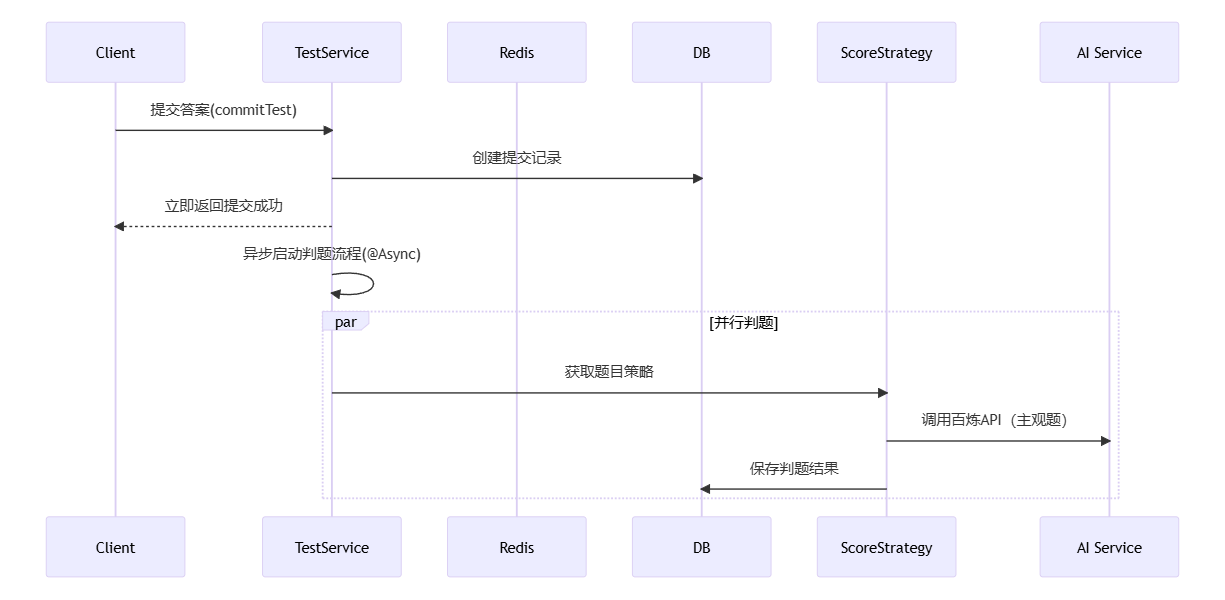 Client
TestService
Redis
DB
ScoreStrategy
AI Service
提交答案(commitTest)
创建提交记录
立即返回提交成功
异步启动判题流程(@Async)
par
[并行判题]
获取题目策略
调用百炼API（主观题）
保存判题结果
Client
TestService
Redis
DB
ScoreStrategy
AI Service